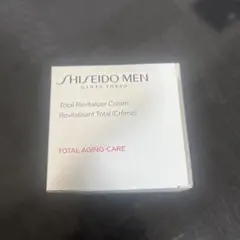 SHISEIDO MEN
GINZA TOKYO
Total Revitalizer Cream
Revitalisant Total (Crème)
TOTAL AGING-CARE